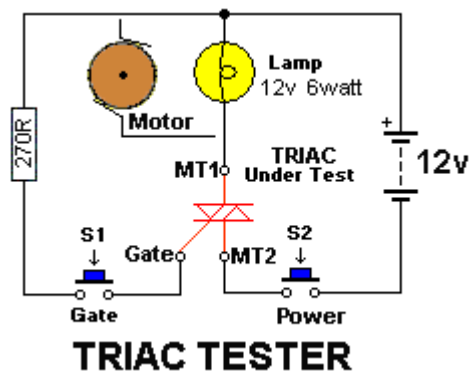 Lamp
12v 6watt
Motor
270R
+
12v
MT1
TRIAC
Under Test
S1
↓
Gate
MT2
S2
↓
Gate
Power
TRIAC TESTER